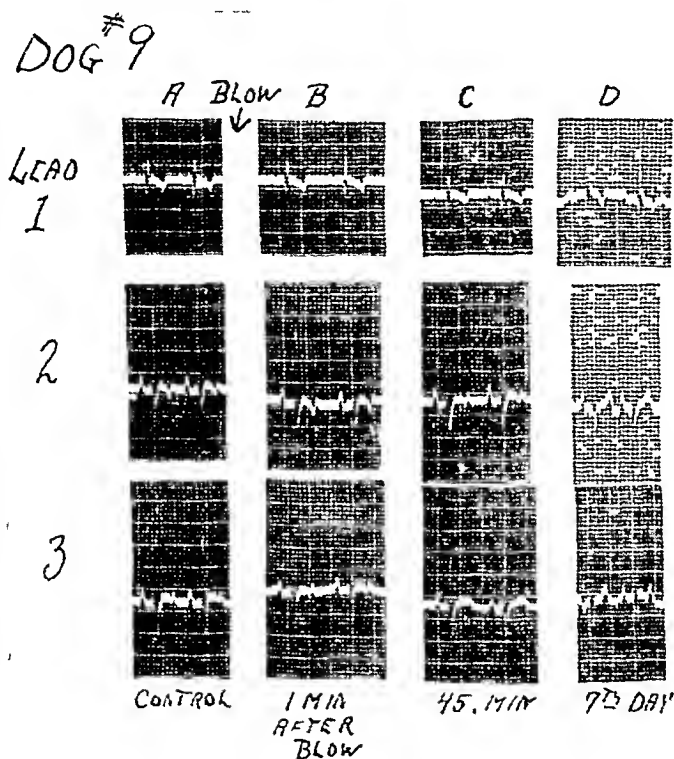 DOG #9
A BLOW B C D
LEAD
1
2
3
CONTROL 1 MIN AFTER BLOW 45. MIN 7TH DAY